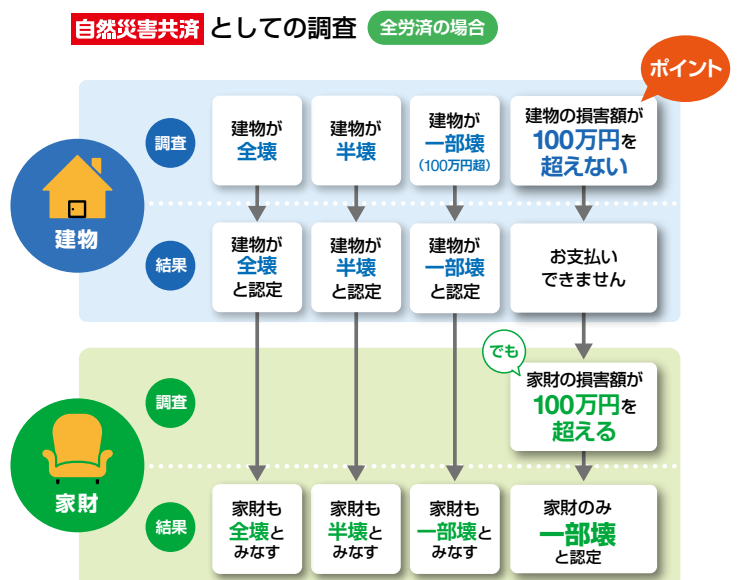 自然災害共済 としての調査 全労済の場合
ポイント
調査
建物が
全壊
建物が
半壊
建物が
一部壊
(100万円超)
建物の損害額が
100万円を
超えない
建物
結果
建物が
全壊
と認定
建物が
半壊
と認定
建物が
一部壊
と認定
お支払い
できません
でも
調査
家財の損害額が
100万円を
超える
家財
結果
家財も
全壊と
みなす
家財も
半壊と
みなす
家財も
一部壊と
みなす
家財のみ
一部壊
と認定